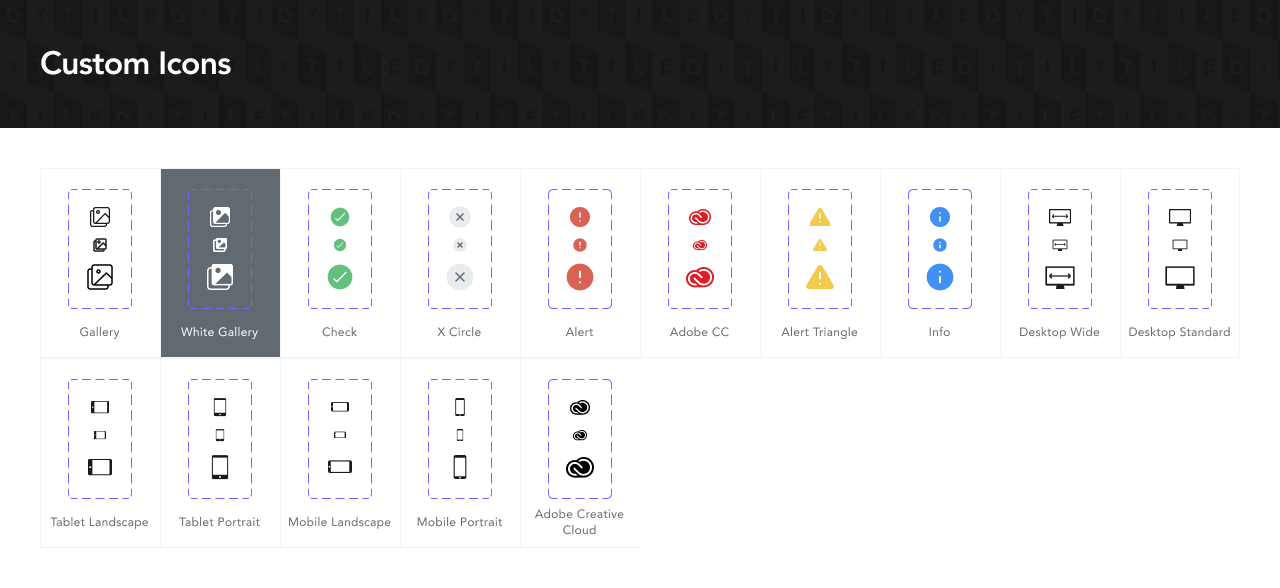 Custom Icons
Gallery
White Gallery
Check
X Circle
Alert
Adobe CC
Alert Triangle
Info
Desktop Wide
Desktop Standard
Tablet Landscape
Tablet Portrait
Mobile Landscape
Mobile Portrait
Adobe Creative
Cloud